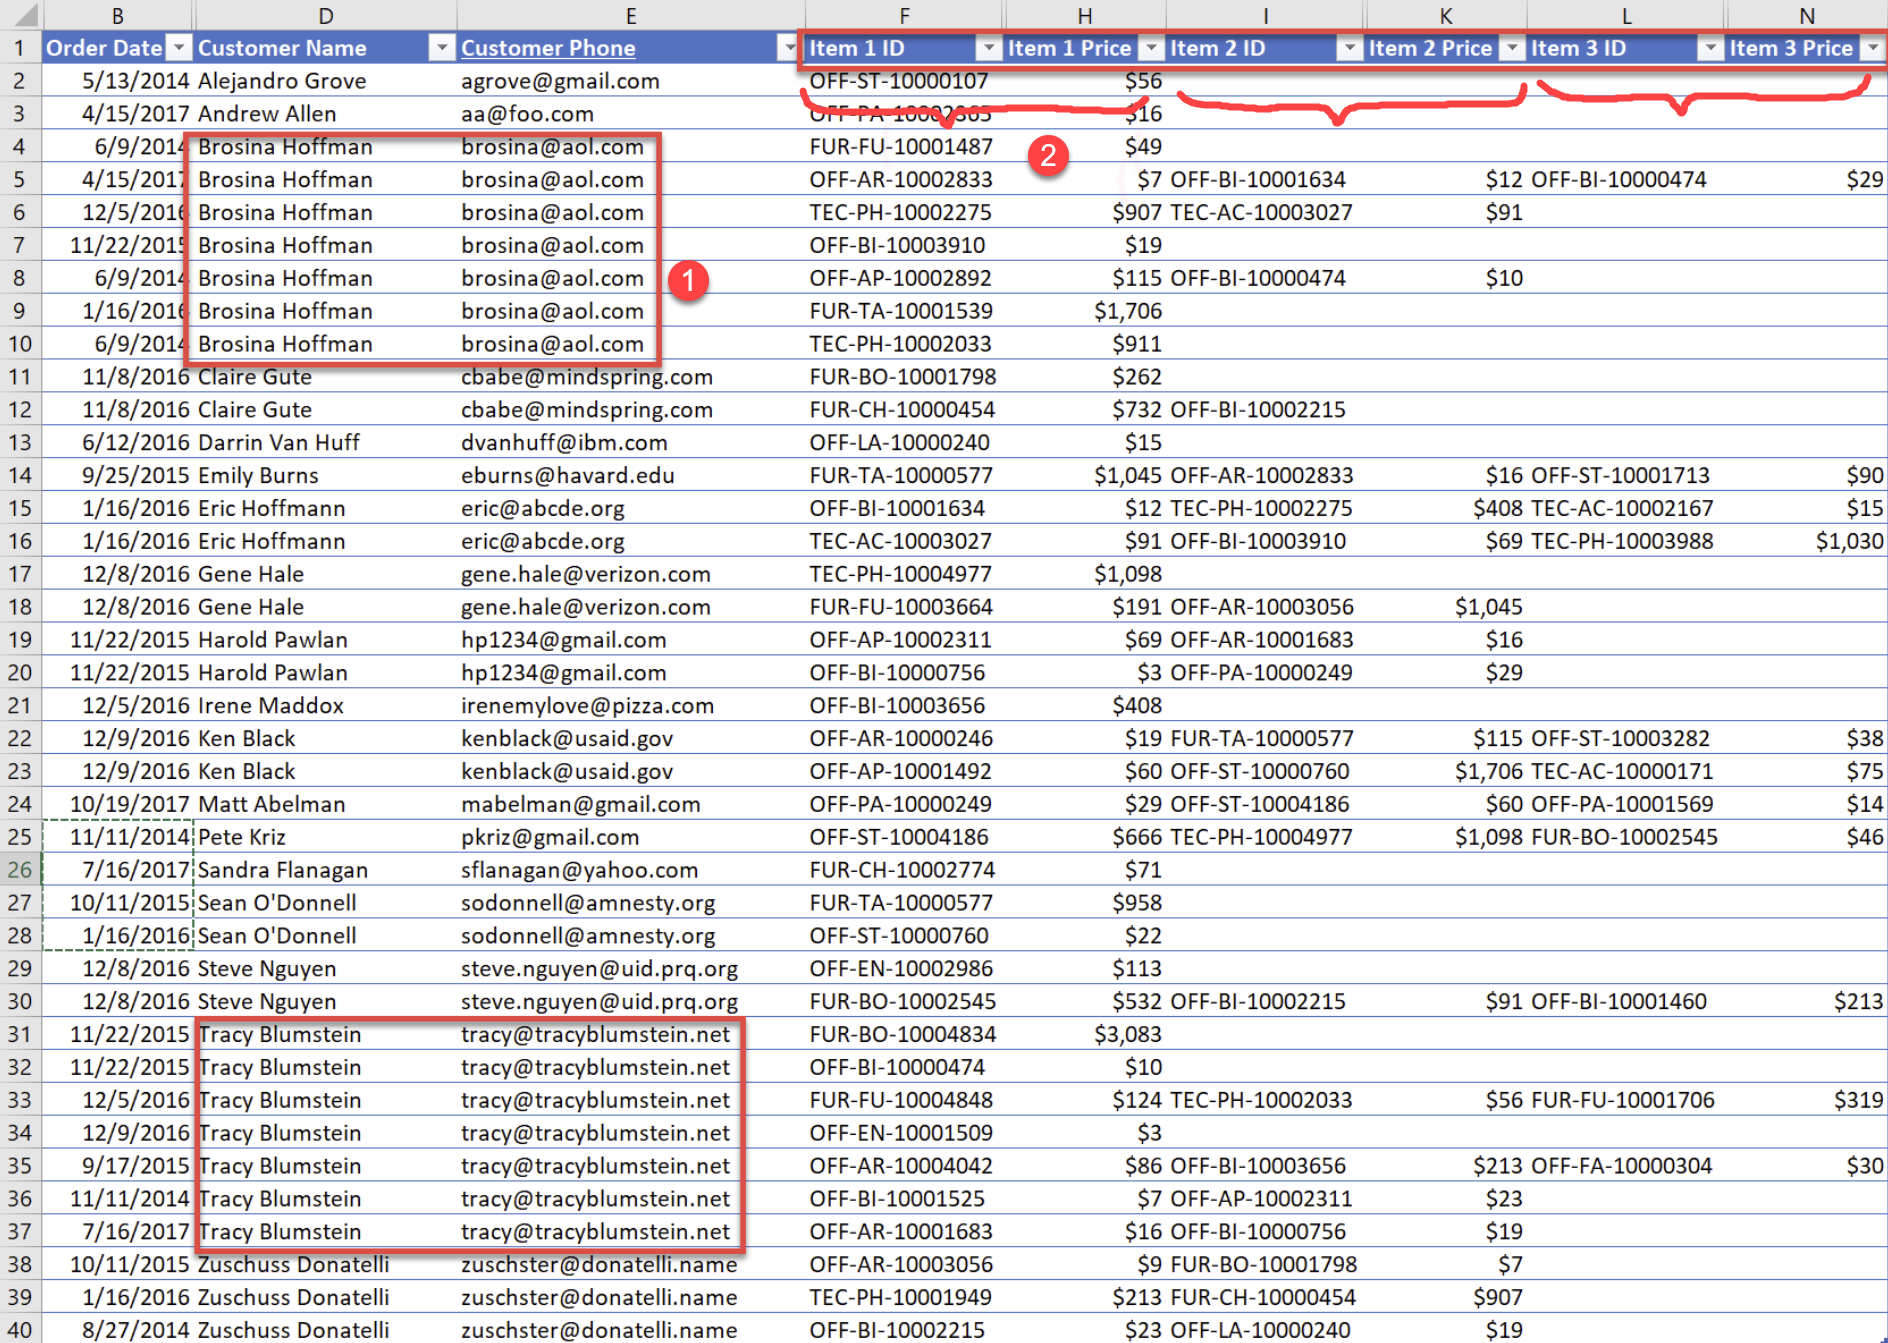 B D E F H I K L N
1 Order Date Customer Name Customer Phone Item 1 ID Item 1 Price Item 2 ID Item 2 Price Item 3 ID Item 3 Price
2 5/13/2014 Alejandro Grove agrove@gmail.com OFF-ST-10000107 $56
3 4/15/2017 Andrew Allen aa@foo.com OFF-PA-10002365 $16
4 6/9/2014 Brosina Hoffman brosina@aol.com FUR-FU-10001487 2 $49
5 4/15/2017 Brosina Hoffman brosina@aol.com OFF-AR-10002833 $7 OFF-BI-10001634 $12 OFF-BI-10000474 $29
6 12/5/2016 Brosina Hoffman brosina@aol.com TEC-PH-10002275 $907 TEC-AC-10003027 $91
7 11/22/2015 Brosina Hoffman brosina@aol.com OFF-BI-10003910 $19
8 6/9/2014 Brosina Hoffman brosina@aol.com 1 OFF-AP-10002892 $115 OFF-BI-10000474 $10
9 1/16/2016 Brosina Hoffman brosina@aol.com FUR-TA-10001539 $1,706
10 6/9/2014 Brosina Hoffman brosina@aol.com TEC-PH-10002033 $911
11 11/8/2016 Claire Gute cbabe@mindspring.com FUR-BO-10001798 $262
12 11/8/2016 Claire Gute cbabe@mindspring.com FUR-CH-10000454 $732 OFF-BI-10002215
13 6/12/2016 Darrin Van Huff dvanhuff@ibm.com OFF-LA-10000240 $15
14 9/25/2015 Emily Burns eburns@havard.edu FUR-TA-10000577 $1,045 OFF-AR-10002833 $16 OFF-ST-10001713 $90
15 1/16/2016 Eric Hoffmann eric@abcde.org OFF-BI-10001634 $12 TEC-PH-10002275 $408 TEC-AC-10002167 $15
16 1/16/2016 Eric Hoffmann eric@abcde.org TEC-AC-10003027 $91 OFF-BI-10003910 $69 TEC-PH-10003988 $1,030
17 12/8/2016 Gene Hale gene.hale@verizon.com TEC-PH-10004977 $1,098
18 12/8/2016 Gene Hale gene.hale@verizon.com FUR-FU-10003664 $191 OFF-AR-10003056 $1,045
19 11/22/2015 Harold Pawlan hp1234@gmail.com OFF-AP-10002311 $69 OFF-AR-10001683 $16
20 11/22/2015 Harold Pawlan hp1234@gmail.com OFF-BI-10000756 $3 OFF-PA-10000249 $29
21 12/5/2016 Irene Maddox irenemylove@pizza.com OFF-BI-10003656 $408
22 12/9/2016 Ken Black kenblack@usaid.gov OFF-AR-10000246 $19 FUR-TA-10000577 $115 OFF-ST-10003282 $38
23 12/9/2016 Ken Black kenblack@usaid.gov OFF-AP-10001492 $60 OFF-ST-10000760 $1,706 TEC-AC-10000171 $75
24 10/19/2017 Matt Abelman mabelman@gmail.com OFF-PA-10000249 $29 OFF-ST-10004186 $60 OFF-PA-10001569 $14
25 11/11/2014 Pete Kriz pkriz@gmail.com OFF-ST-10004186 $666 TEC-PH-10004977 $1,098 FUR-BO-10002545 $46
26 7/16/2017 Sandra Flanagan sflanagan@yahoo.com FUR-CH-10002774 $71
27 10/11/2015 Sean O'Donnell sodonnell@amnesty.org FUR-TA-10000577 $958
28 1/16/2016 Sean O'Donnell sodonnell@amnesty.org OFF-ST-10000760 $22
29 12/8/2016 Steve Nguyen steve.nguyen@uid.prq.org OFF-EN-10002986 $113
30 12/8/2016 Steve Nguyen steve.nguyen@uid.prq.org FUR-BO-10002545 $532 OFF-BI-10002215 $91 OFF-BI-10001460 $213
31 11/22/2015 Tracy Blumstein tracy@tracyblumstein.net FUR-BO-10004834 $3,083
32 11/22/2015 Tracy Blumstein tracy@tracyblumstein.net OFF-BI-10000474 $10
33 12/5/2016 Tracy Blumstein tracy@tracyblumstein.net FUR-FU-10004848 $124 TEC-PH-10002033 $56 FUR-FU-10001706 $319
34 12/9/2016 Tracy Blumstein tracy@tracyblumstein.net OFF-EN-10001509 $3
35 9/17/2015 Tracy Blumstein tracy@tracyblumstein.net OFF-AR-10004042 $86 OFF-BI-10003656 $213 OFF-FA-10000304 $30
36 11/11/2014 Tracy Blumstein tracy@tracyblumstein.net OFF-BI-10001525 $7 OFF-AP-10002311 $23
37 7/16/2017 Tracy Blumstein tracy@tracyblumstein.net OFF-AR-10001683 $16 OFF-BI-10000756 $19
38 10/11/2015 Zuschuss Donatelli zuschster@donatelli.name OFF-AR-10003056 $9 FUR-BO-10001798 $7
39 1/16/2016 Zuschuss Donatelli zuschster@donatelli.name TEC-PH-10001949 $213 FUR-CH-10000454 $907
40 8/27/2014 Zuschuss Donatelli zuschster@donatelli.name OFF-BI-10002215 $23 OFF-LA-10000240 $19